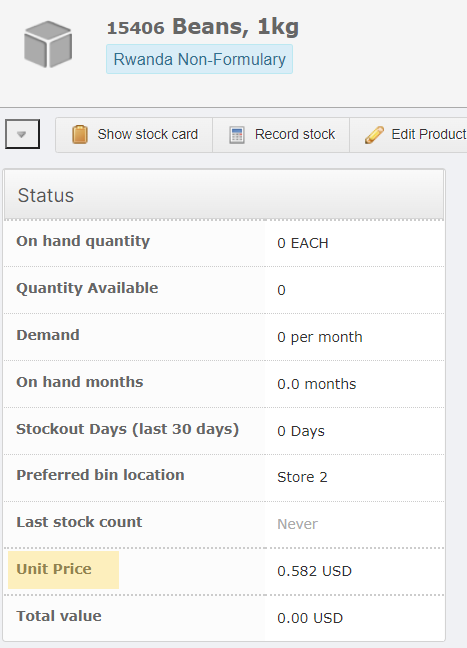 15406 Beans, 1kg
Rwanda Non-Formulary
Show stock card Record stock Edit Product
Status
On hand quantity 0 EACH
Quantity Available 0
Demand 0 per month
On hand months 0.0 months
Stockout Days (last 30 days) 0 Days
Preferred bin location Store 2
Last stock count Never
Unit Price 0.582 USD
Total value 0.00 USD